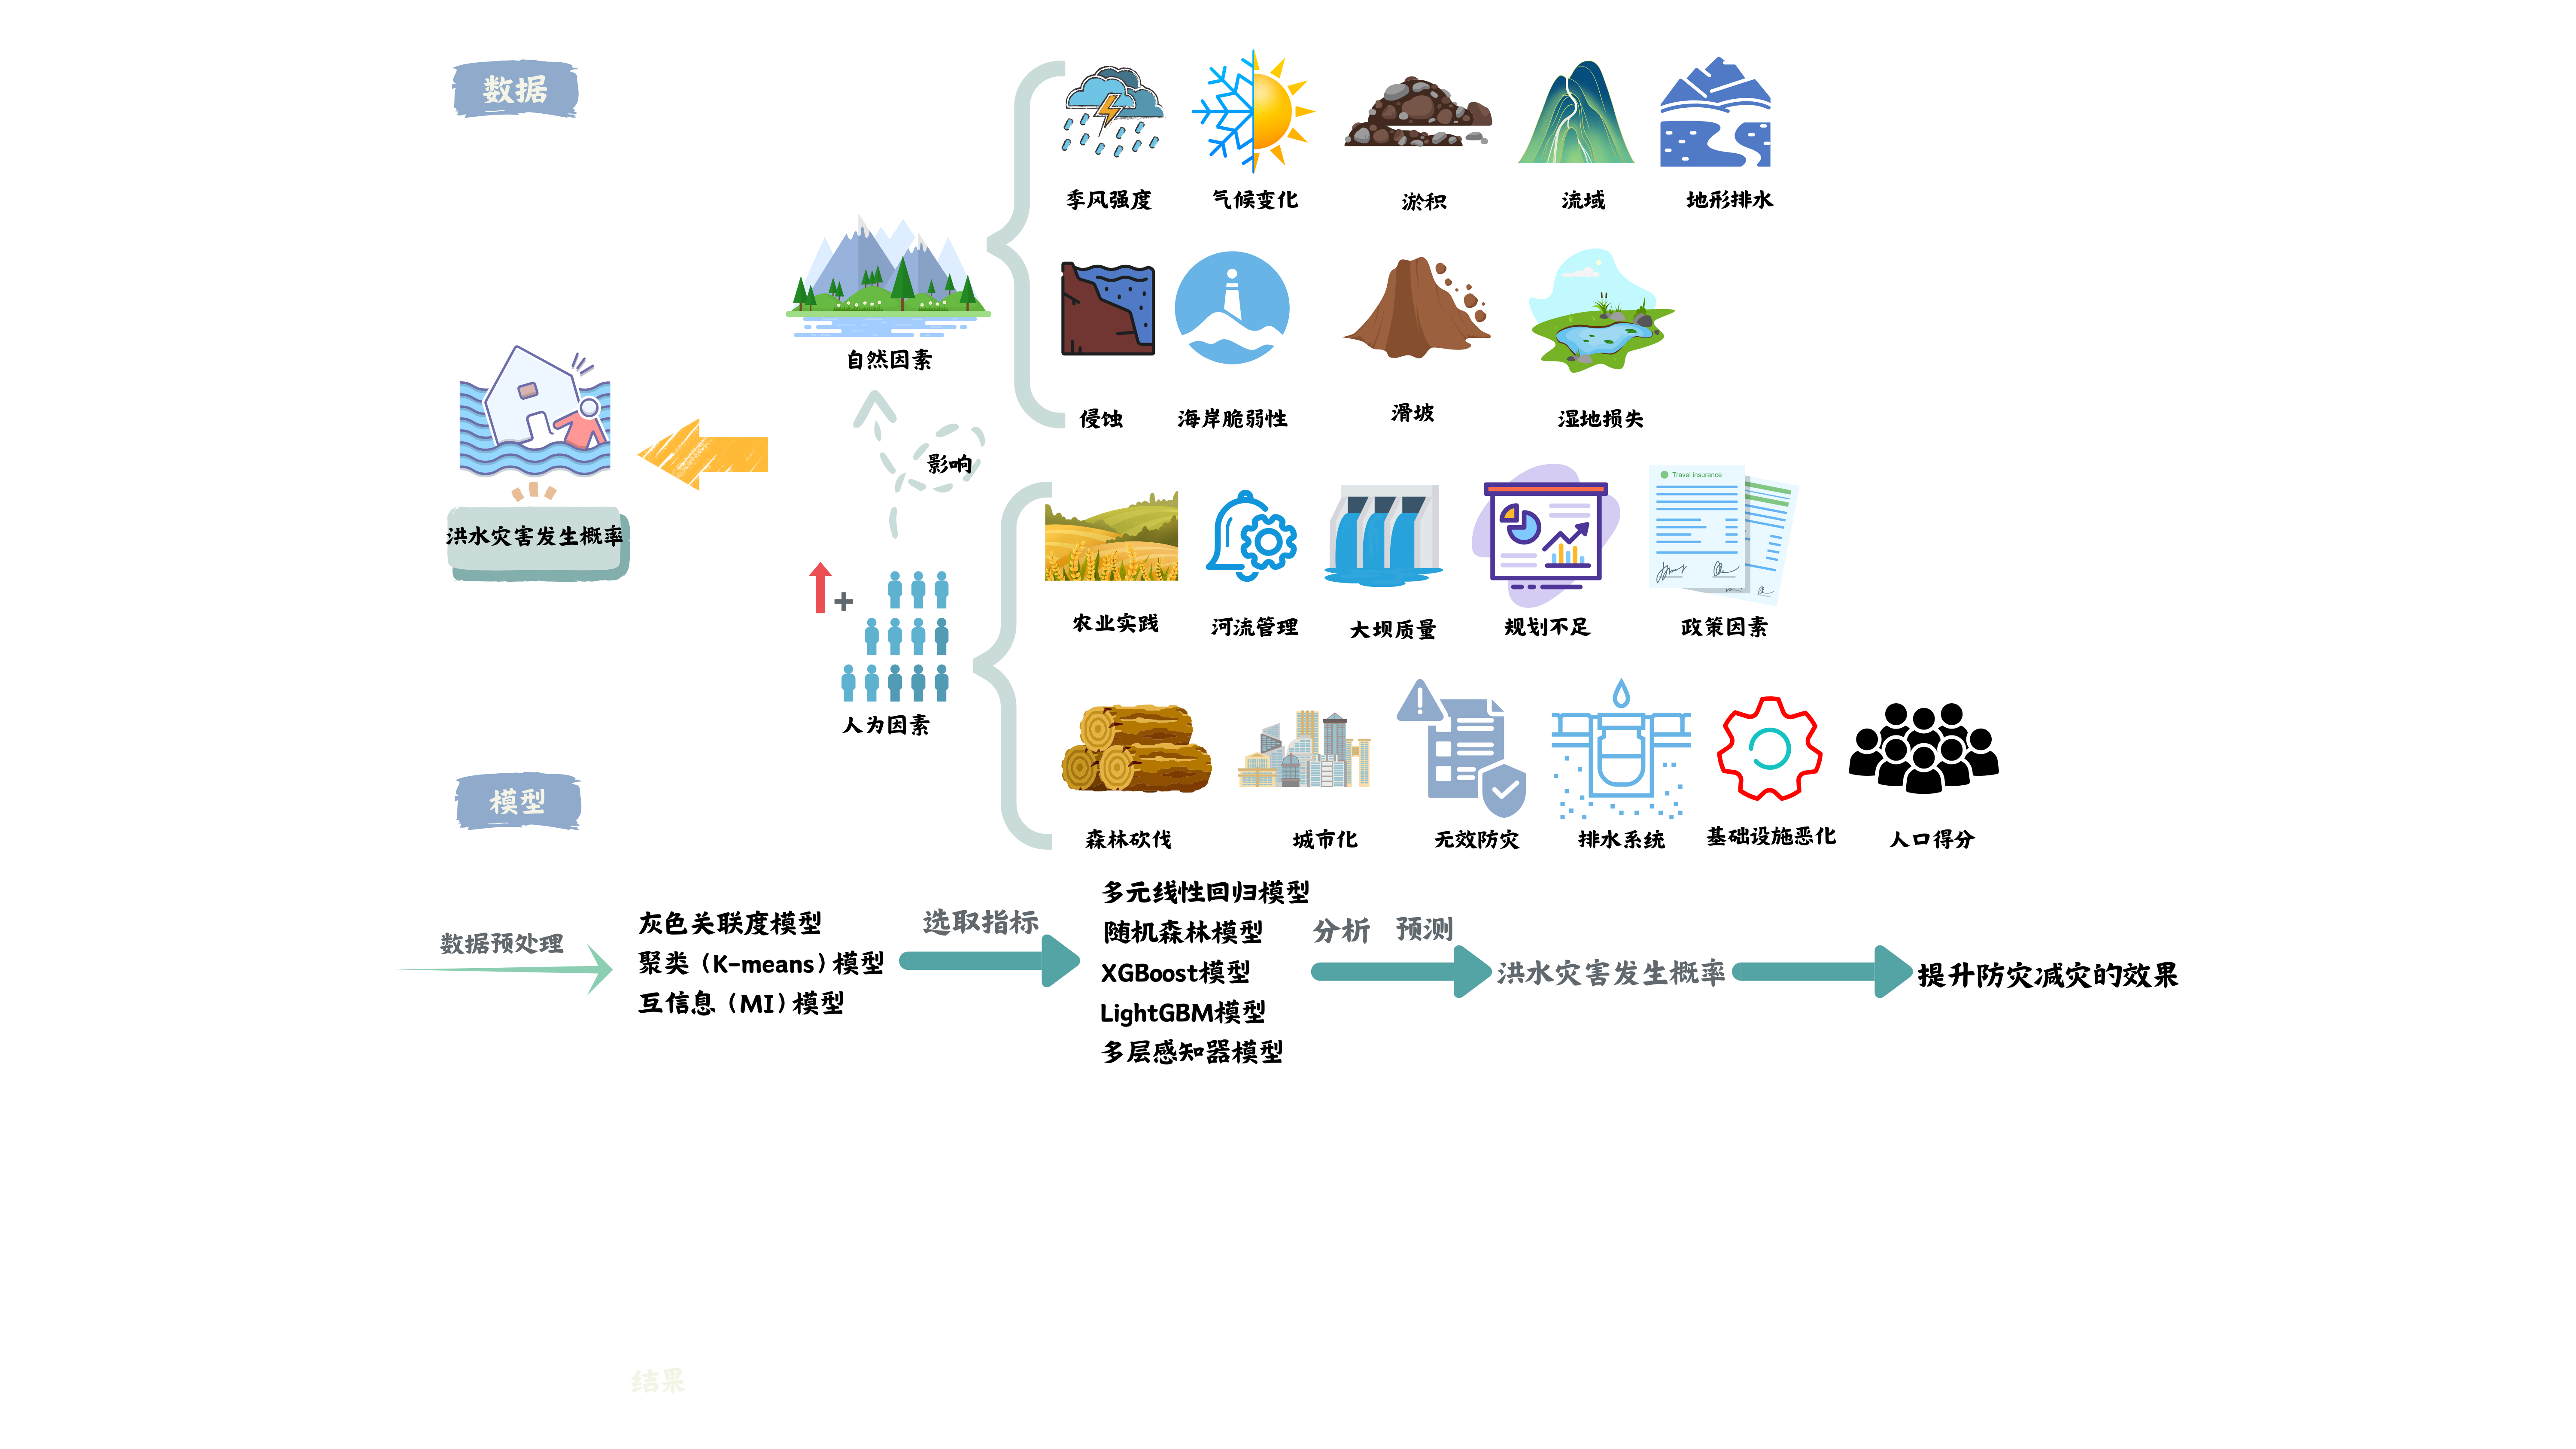 数据
季风强度
气候变化
淤积
流域
地形排水
自然因素
侵蚀
海岸脆弱性
滑坡
湿地损失
影响
洪水灾害发生概率
Travel insurance
+
农业实践
河流管理
大坝质量
规划不足
政策因素
人为因素
森林砍伐
城市化
无效防灾
排水系统
基础设施恶化
人口得分
模型
数据预处理
灰色关联度模型
聚类（K-means）模型
互信息（MI）模型
选取指标
多元线性回归模型
随机森林模型
XGBoost模型
LightGBM模型
多层感知器模型
分析 预测
洪水灾害发生概率
提升防灾减灾的效果
结果